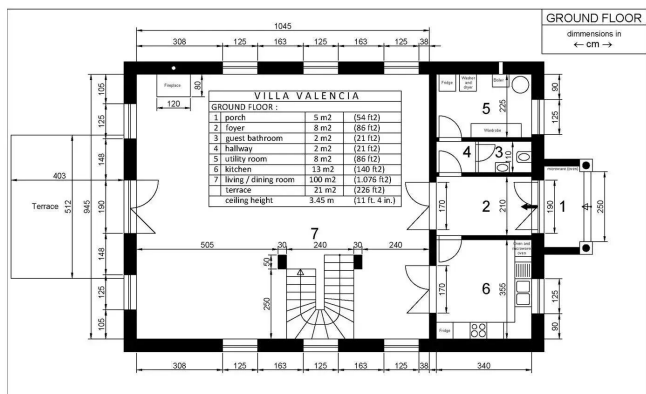 GROUND FLOOR
dimmensions in
← cm →
1045
308 125 163 125 163 125 38
Fireplace
80
120
VILLA VALENCIA
GROUND FLOOR :
1 porch 5 m2 (54 ft2)
2 foyer 8 m2 (86 ft2)
3 guest bathroom 2 m2 (21 ft2)
4 hallway 2 m2 (21 ft2)
5 utility room 8 m2 (86 ft2)
6 kitchen 13 m2 (140 ft2)
7 living / dining room 100 m2 (1.076 ft2)
terrace 21 m2 (226 ft2)
ceiling height 3.45 m (11 ft. 4 in.)
Fridge
Washer
and
dryer
Boiler
5
225
Wardrobe
90
125
105
125
148
190
148
125
105
945
403
Terrace
512
4
3
110
170
2
210
190
1
250
7
505 30 240 30 240
50
250
170
6
355
Fridge
125
90
308 125 163 125 163 125 340